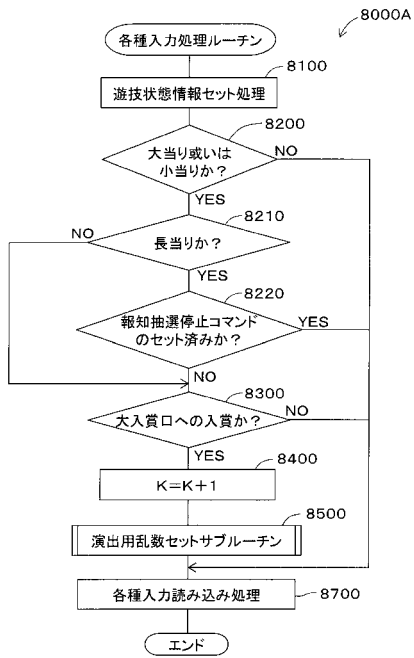 8000A
各種入力処理ルーチン
8100
遊技状態情報セット処理
8200
大当り或いは
小当りか？
NO
YES
8210
NO
長当りか？
YES
8220
報知抽選停止コマンド
のセット済みか？
YES
NO
8300
大入賞口への入賞か？
NO
YES
8400
K=K+1
8500
演出用乱数セットサブルーチン
各種入力読み込み処理
8700
エンド